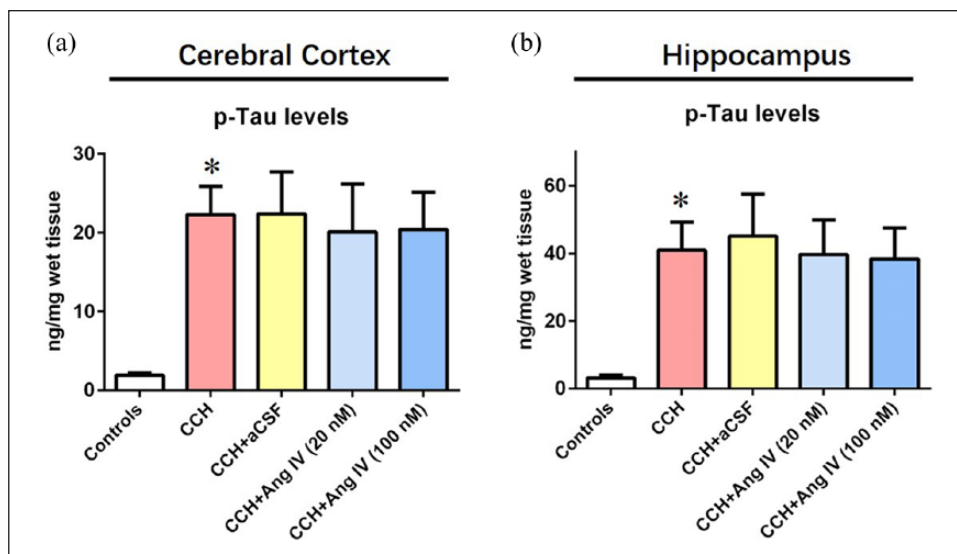 (a)
Cerebral Cortex
p-Tau levels
ng/mg wet tissue
30
20
10
0
*
Controls
CCH
CCH+aCSF
CCH+Ang IV (20 nM)
CCH+Ang IV (100 nM)
(b)
Hippocampus
p-Tau levels
ng/mg wet tissue
60
40
20
0
*
Controls
CCH
CCH+aCSF
CCH+Ang IV (20 nM)
CCH+Ang IV (100 nM)